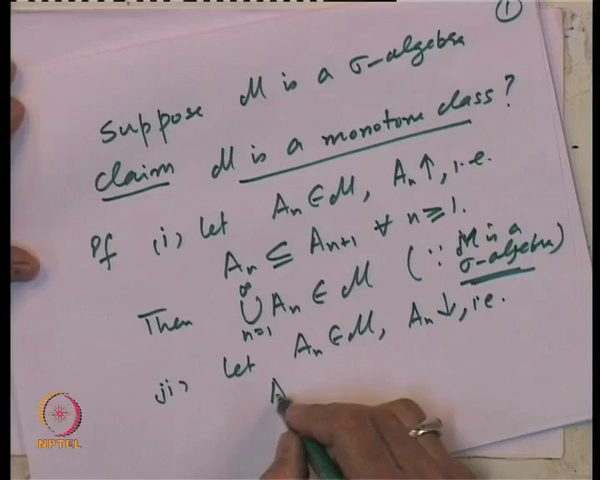 ①
Suppose ℳ is a σ-algebra
claim ℳ is a monotone class?
Pf (i) let Aₙ ∈ ℳ, Aₙ↑, i.e.
Aₙ ⊆ Aₙ₊₁ ∀ n ≥ 1.
Then ∞⋃n=1 Aₙ ∈ ℳ (∵ ℳ is a σ-algebra)
ii) let Aₙ ∈ ℳ, Aₙ↓, i.e.
A
NPTEL